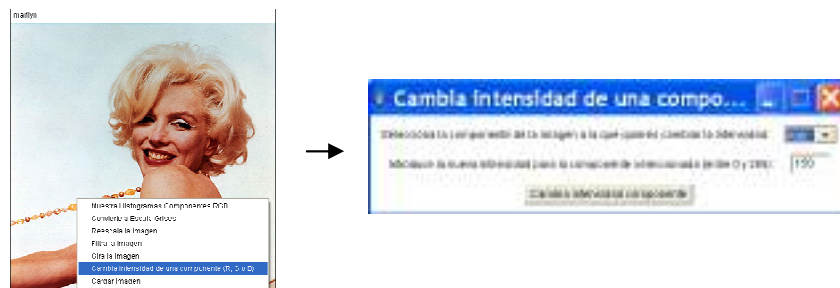 marilyn
Muestra Histogramas Componentes RGB
Convierte a Escala Grises
Reescala la Imagen
Filtra la Imagen
Gira la Imagen
Cambia Intensidad de una componente (R, G o B)
Cargar Imagen
Cambia intensidad de una compo...
Selecciona la componente de la imagen a la que quieres cambiar la intensidad:
Introduce la nueva intensidad para la componente seleccionada (entre 0 y 255):
150
Cambia intensidad componente